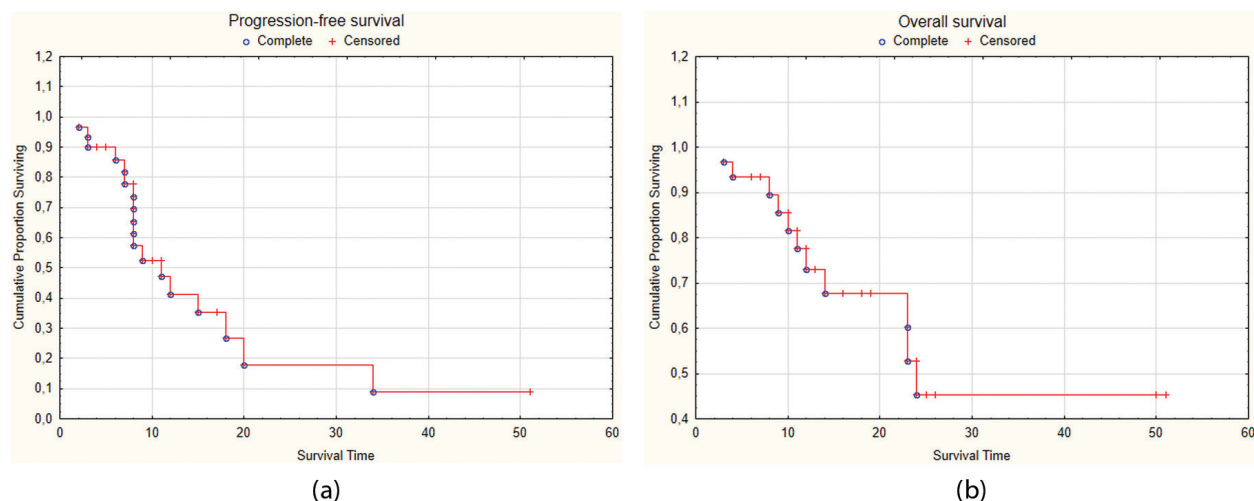 Progression-free survival
Complete Censored
1,2
1,1
1,0
0,9
0,8
0,7
0,6
0,5
0,4
0,3
0,2
0,1
0,0
Cumulative Proportion Surviving
0 10 20 30 40 50 60
Survival Time
(a)
Overall survival
Complete Censored
1,2
1,1
1,0
0,9
0,8
0,7
0,6
0,5
0,4
Cumulative Proportion Surviving
0 10 20 30 40 50 60
Survival Time
(b)